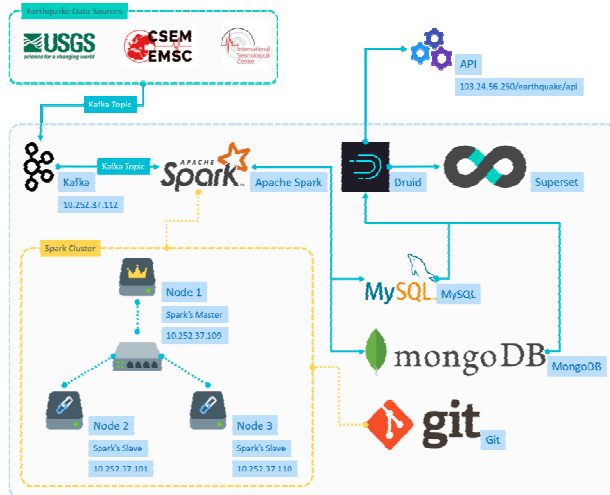 Earthquake Data Sources
USGS
science for a changing world
CSEM
EMSC
International
Seismological
Centre
API
103.24.56.250/earthquake/api
Kafka Topic
Kafka Topic
Kafka
10.252.37.112
APACHE
Spark
Apache Spark
Druid
Superset
Spark Cluster
Node 1
Spark's Master
10.252.37.109
MySQL
MySQL
mongoDB
MongoDB
Node 2
Spark's Slave
10.252.37.101
Node 3
Spark's Slave
10.252.37.110
git
Git